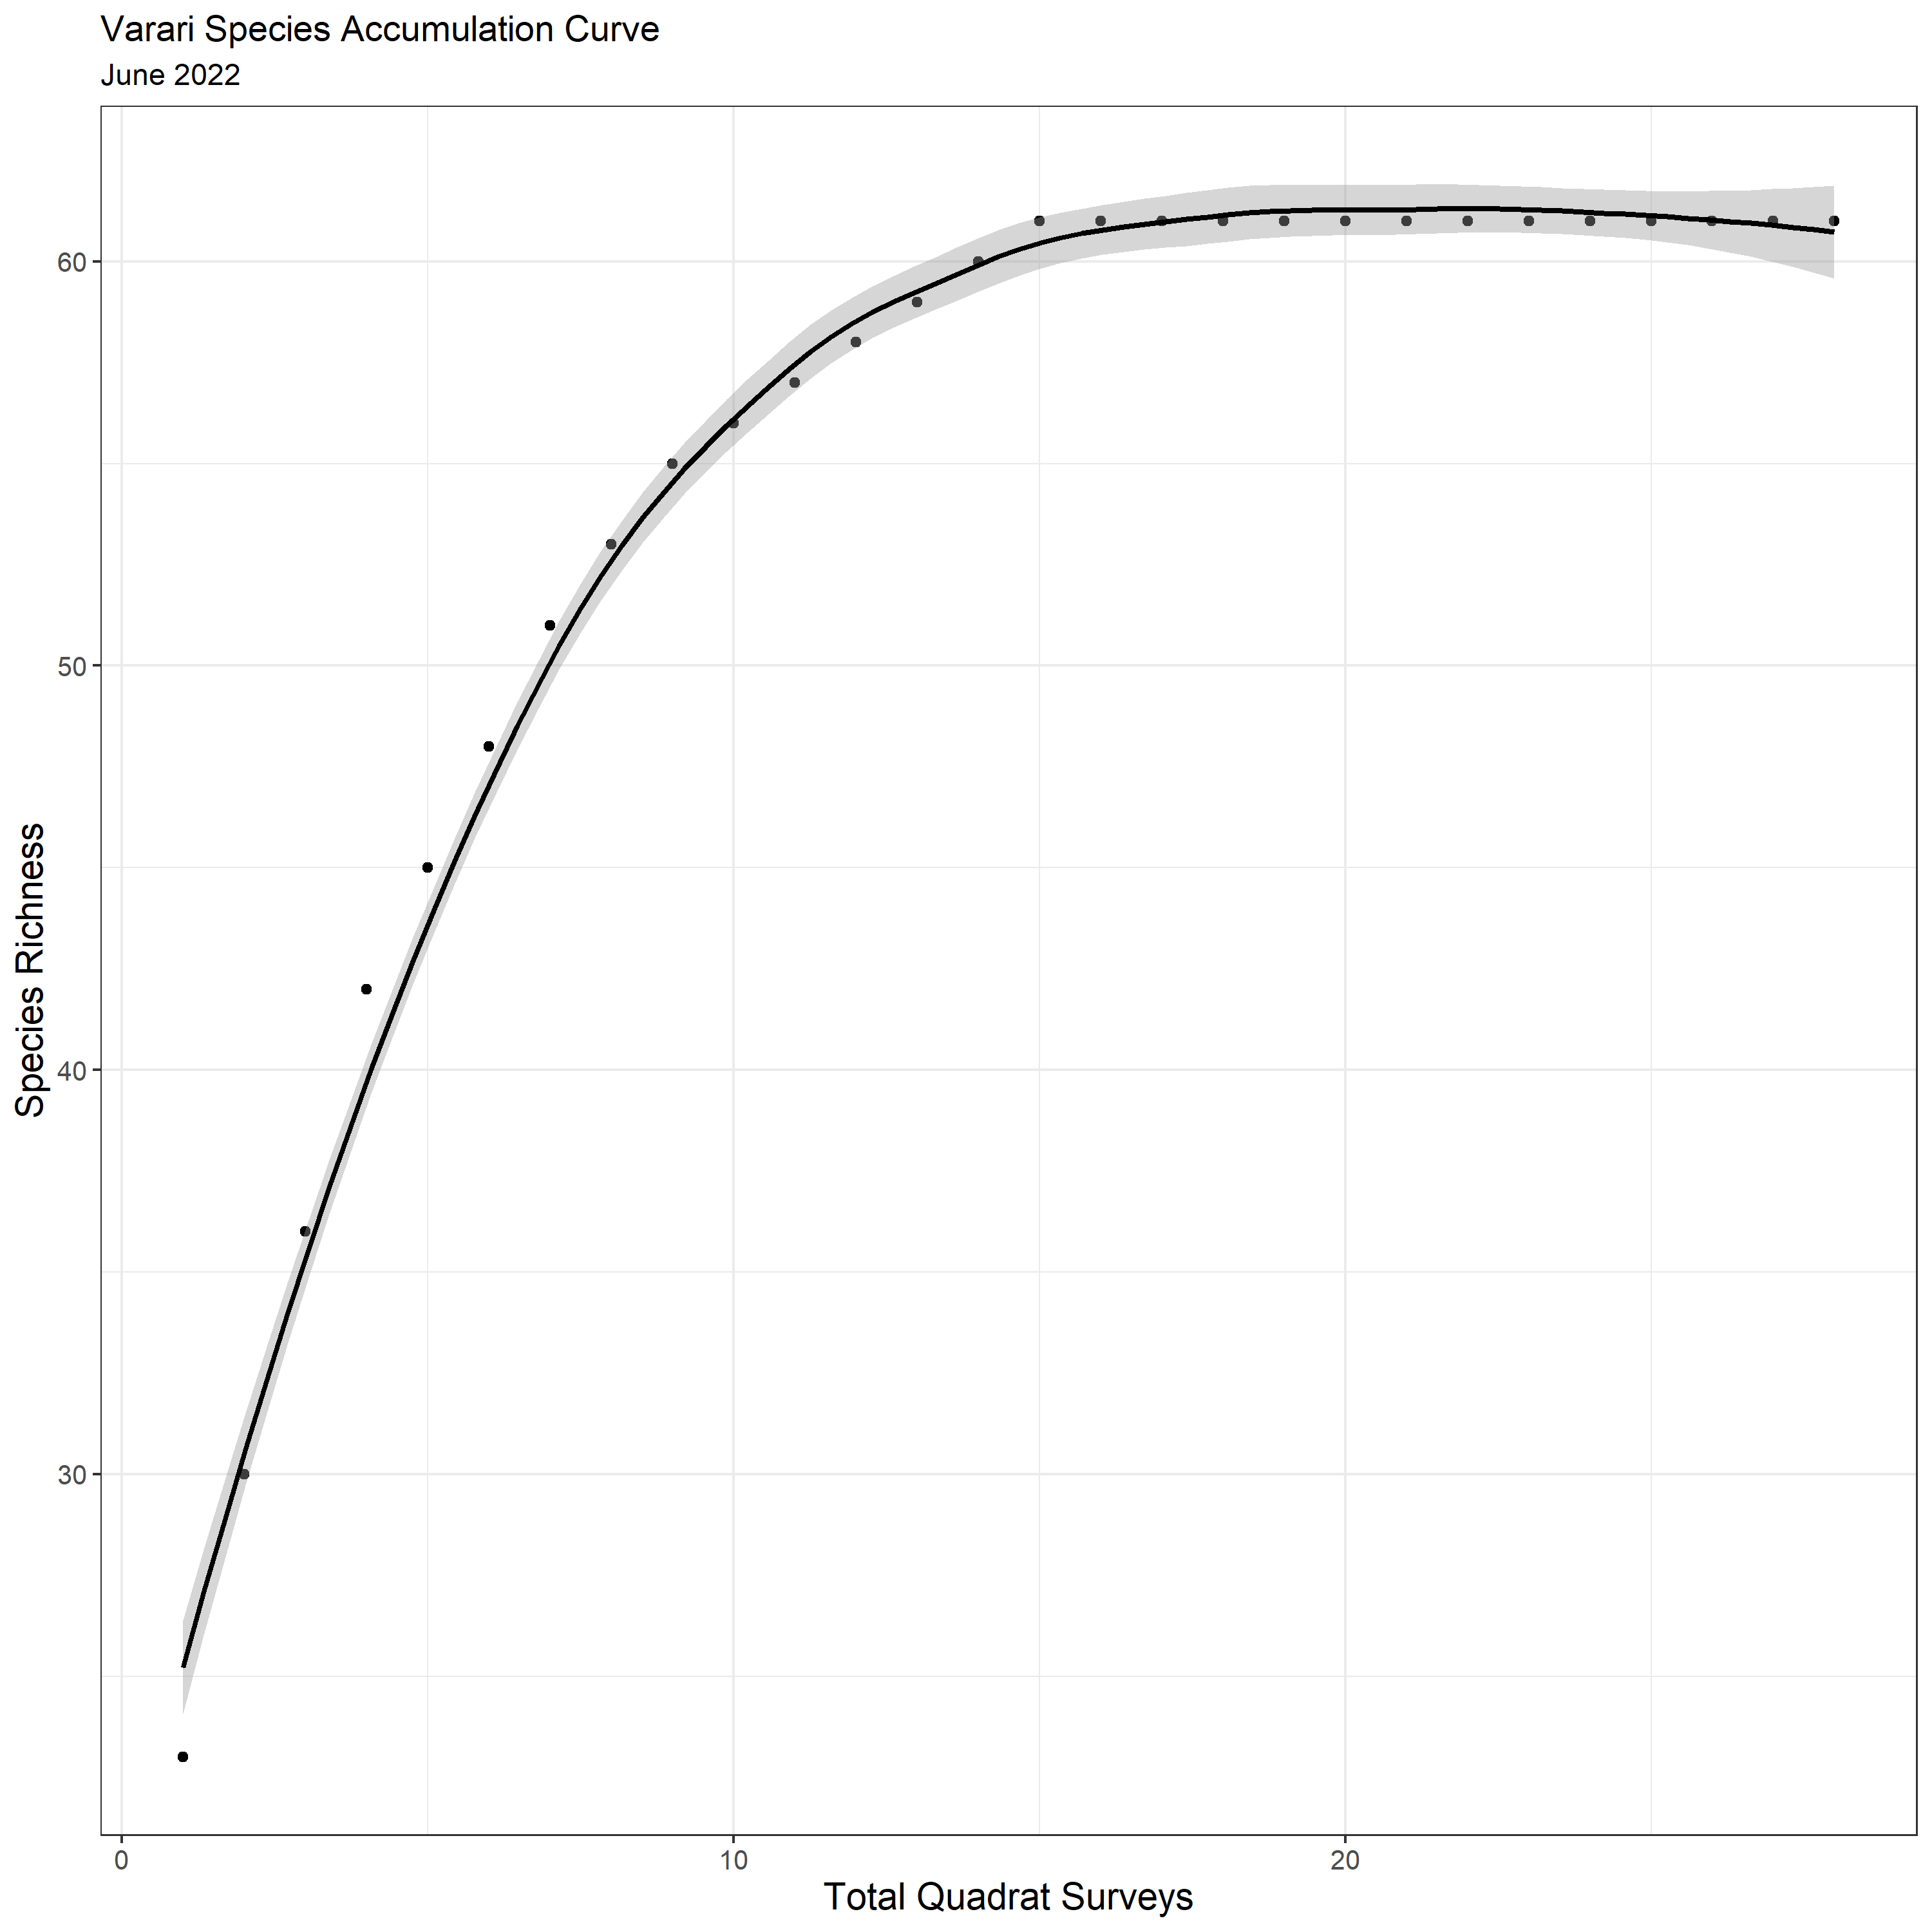 Varari Species Accumulation Curve
June 2022
60
50
40
30
Species Richness
0 10 20
Total Quadrat Surveys